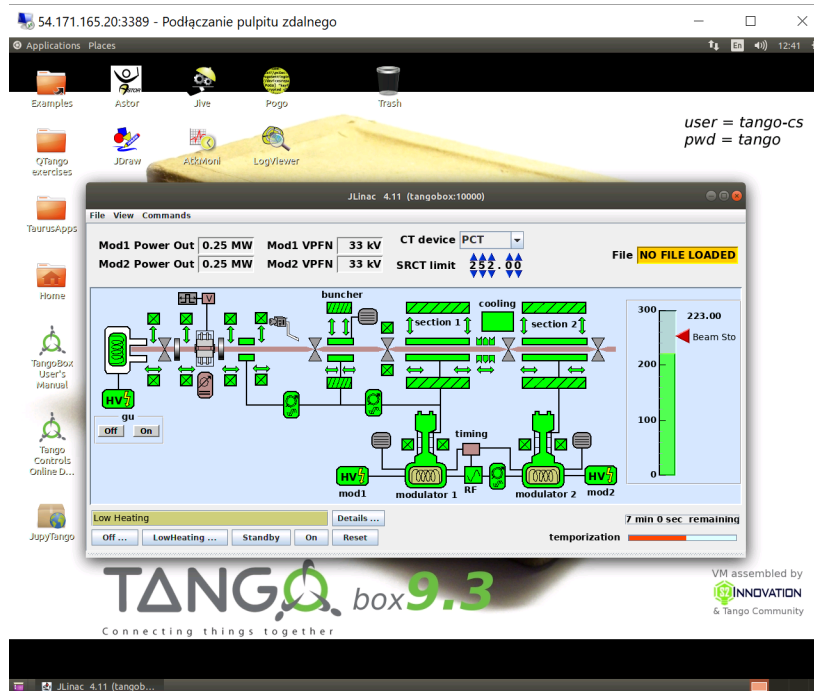 54.171.165.20:3389 - Podłączanie pulpitu zdalnego
Applications Places
En 12:41
Examples
Astor
Jive
Pogo
Trash
user = tango-cs
pwd = tango
QTango
exercises
JDraw
AtkMoni
LogViewer
TaurusApps
Home
TangoBox
User's
Manual
Tango
Controls
Online D...
JupyTango
JLinac 4.11 (tangobox:10000)
File View Commands
Mod1 Power Out 0.25 MW Mod1 VPFN 33 kV CT device PCT
Mod2 Power Out 0.25 MW Mod2 VPFN 33 kV SRCT limit 252.00
File NO FILE LOADED
buncher
cooling
section 1
section 2
V
HV
gu
Off On
timing
HV
mod1
modulator 1
RF
modulator 2
HV
mod2
300
223.00
Beam Sto
200
100
0
Low Heating Details ...
7 min 0 sec remaining
Off ... LowHeating ... Standby On Reset
temporization
TANGO box 9.3
Connecting things together
VM assembled by
S2INNOVATION
& Tango Community
JLinac 4.11 (tangob...